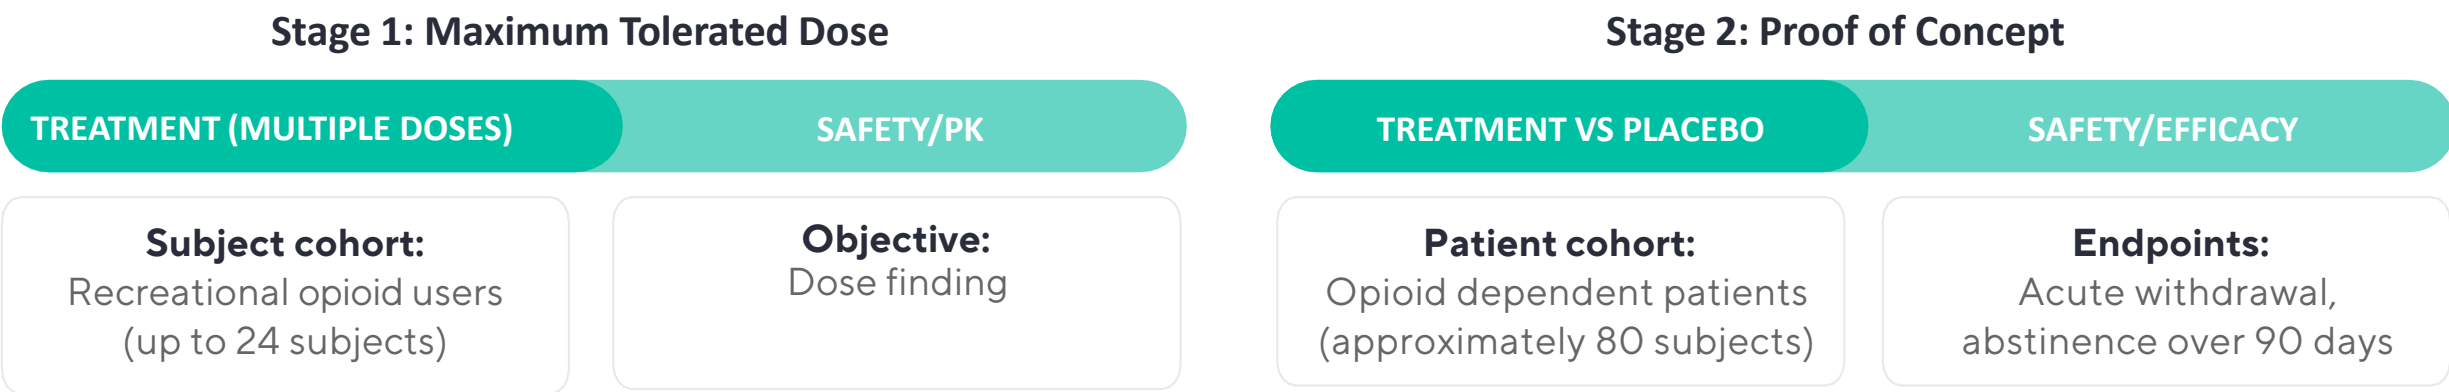 Stage 1: Maximum Tolerated Dose
TREATMENT (MULTIPLE DOSES)
SAFETY/PK
Subject cohort:
Recreational opioid users
(up to 24 subjects)
Objective:
Dose finding
Stage 2: Proof of Concept
TREATMENT VS PLACEBO
SAFETY/EFFICACY
Patient cohort:
Opioid dependent patients
(approximately 80 subjects)
Endpoints:
Acute withdrawal,
abstinence over 90 days